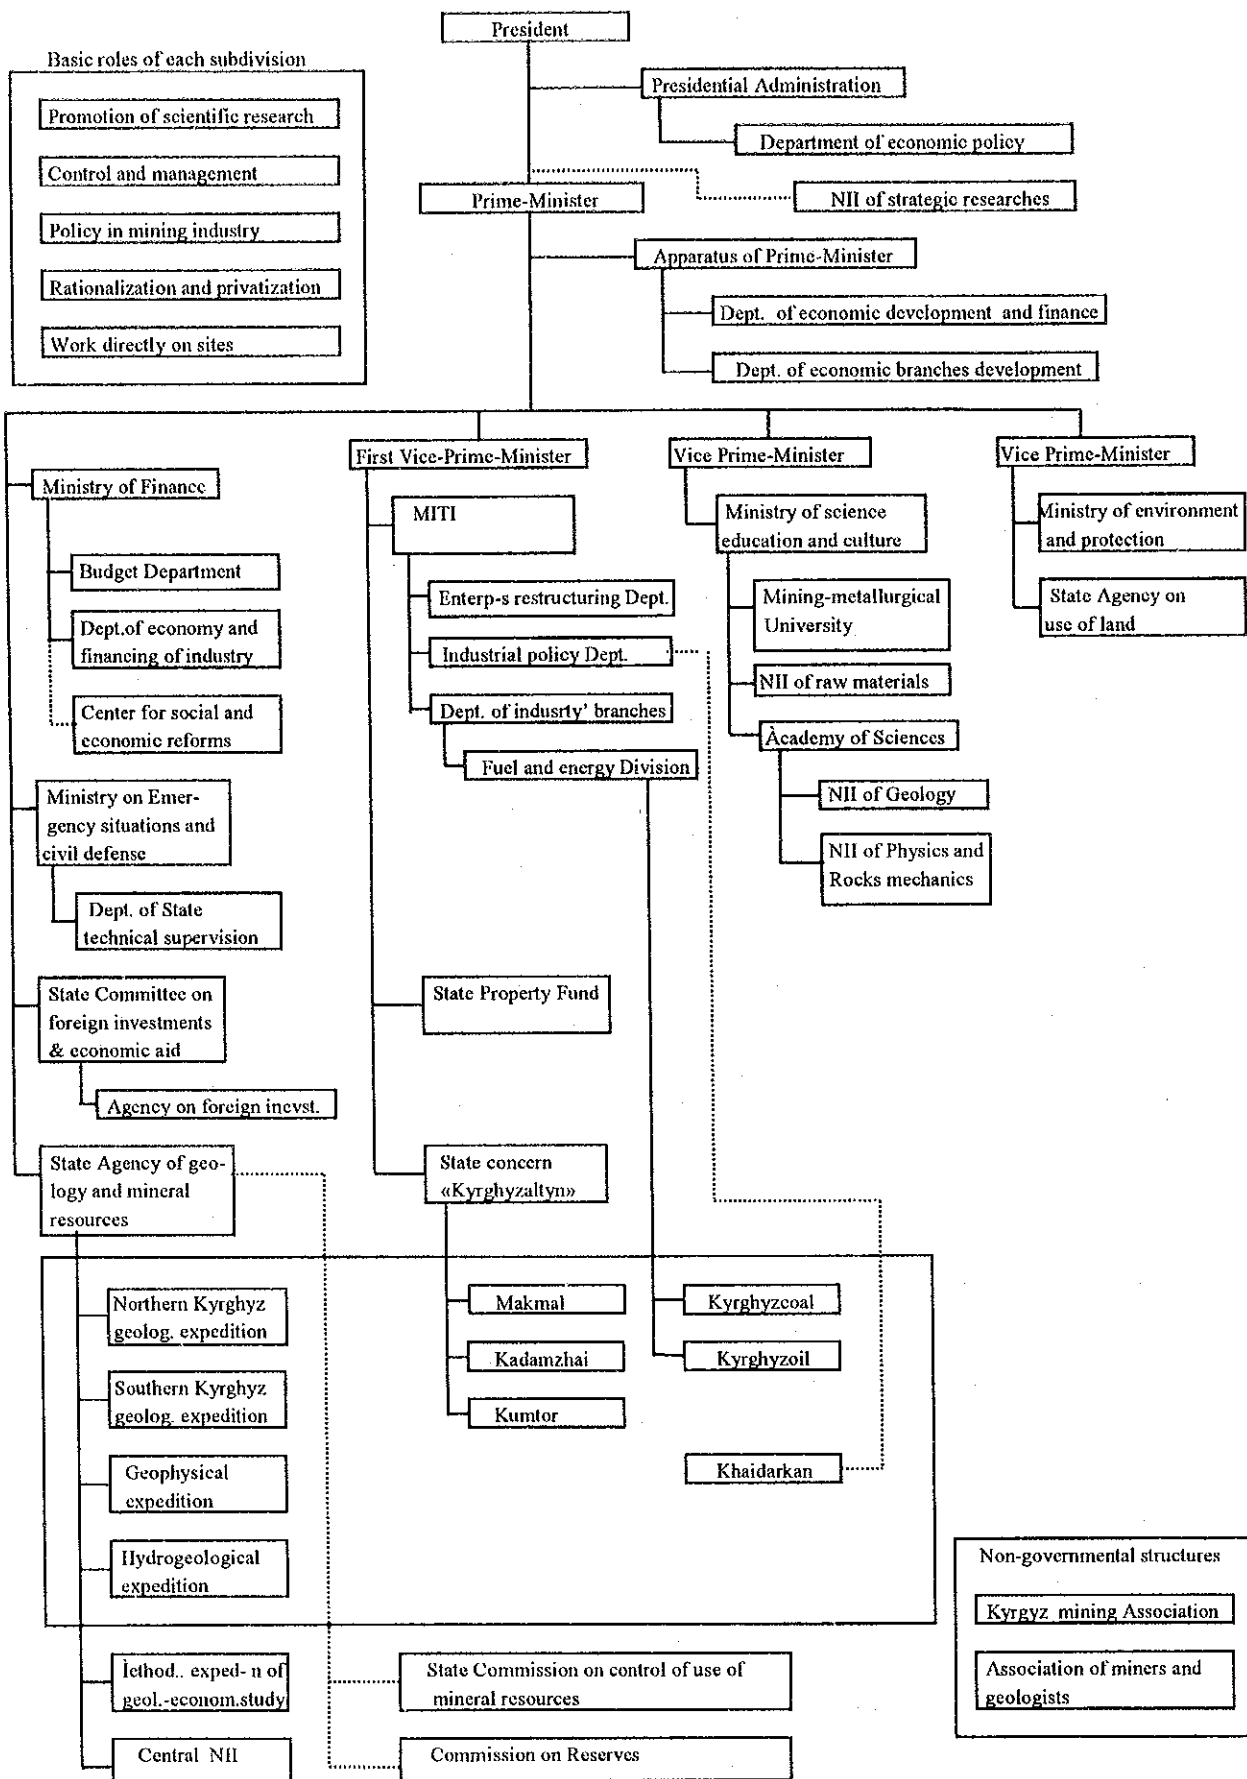 President
Basic roles of each subdivision
Promotion of scientific research
Control and management
Policy in mining industry
Rationalization and privatization
Work directly on sites
Presidential Administration
Department of economic policy
NII of strategic researches
Prime-Minister
Apparatus of Prime-Minister
Dept. of economic development and finance
Dept. of economic branches development
First Vice-Prime-Minister
Vice Prime-Minister
Vice Prime-Minister
Ministry of Finance
Budget Department
Dept.of economy and
financing of industry
Center for social and
economic reforms
Ministry on Emer-
gency situations and
civil defense
Dept. of State
technical supervision
State Committee on
foreign investments
& economic aid
Agency on foreign inevst.
State Agency of geo-
logy and mineral
resources
MITI
Enterp-s restructuring Dept.
Industrial policy Dept.
Dept. of indusrty' branches
Fuel and energy Division
State Property Fund
State concern
«Kyrghyzaltyn»
Ministry of science
education and culture
Mining-metallurgical
University
NII of raw materials
Àcademy of Sciences
NII of Geology
NII of Physics and
Rocks mechanics
Ministry of environment
and protection
State Agency on
use of land
Northern Kyrghyz
geolog. expedition
Southern Kyrghyz
geolog. expedition
Geophysical
expedition
Hydrogeological
expedition
Ìethod.. exped- n of
geol.-econom.study
Central NII
Makmal
Kadamzhai
Kumtor
Kyrghyzcoal
Kyrghyzoil
Khaidarkan
State Commission on control of use of
mineral resources
Commission on Reserves
Non-governmental structures
Kyrgyz mining Association
Association of miners and
geologists